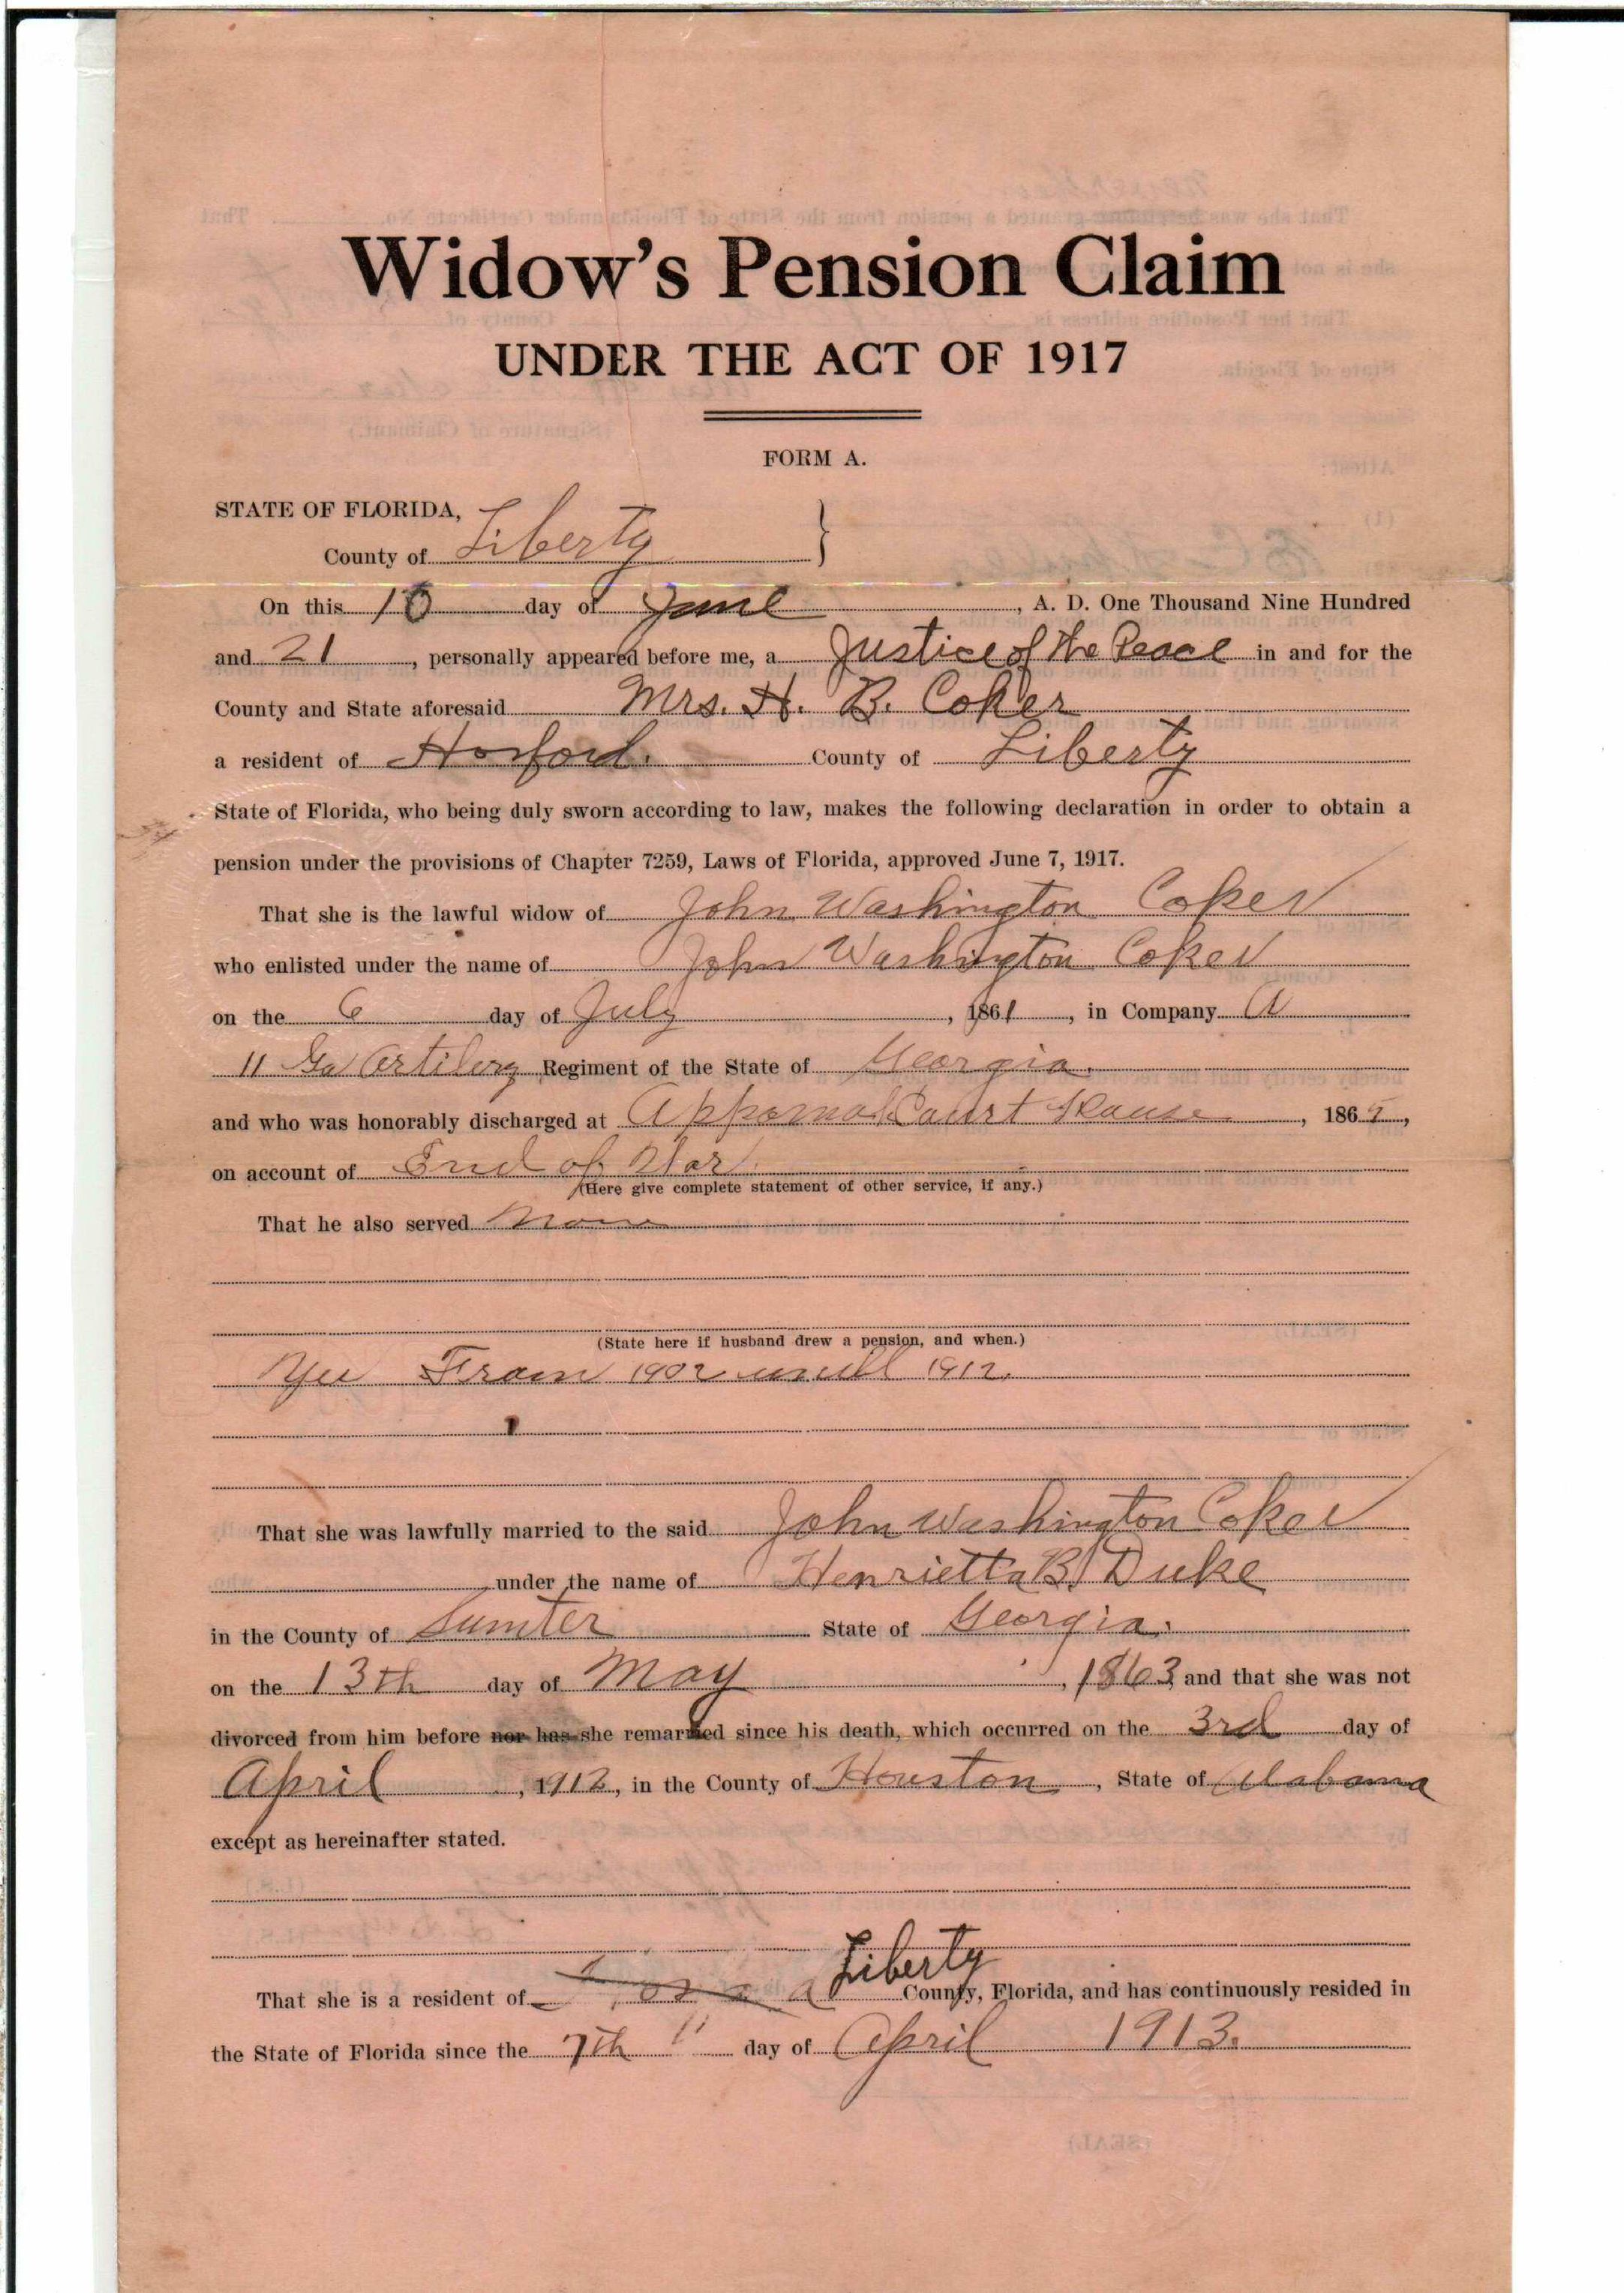 Widow's Pension Claim
UNDER THE ACT OF 1917
FORM A.
STATE OF FLORIDA,
County of Liberty }
On this 10 day of June, A. D. One Thousand Nine Hundred
and 21, personally appeared before me, a Justice of the Peace in and for the
County and State aforesaid Mrs. H. B. Coker
a resident of Hosford. County of Liberty
State of Florida, who being duly sworn according to law, makes the following declaration in order to obtain a
pension under the provisions of Chapter 7259, Laws of Florida, approved June 7, 1917.
That she is the lawful widow of John Washington Coker
who enlisted under the name of John Washington Coker
on the 6 day of July, 1861, in Company A
11 Ga Artilery Regiment of the State of Georgia.
and who was honorably discharged at Court House, 1865,
on account of End of War
(Here give complete statement of other service, if any.)
That he also served None
(State here if husband drew a pension, and when.)
Yes From 1902 until 1912.
That she was lawfully married to the said John Washington Coker
under the name of Henrietta B. Duke
in the County of Sumter State of Georgia.
on the 13th day of May, 1863 and that she was not
divorced from him before nor has she remarried since his death, which occurred on the 3rd day of
April, 1912, in the County of Houston, State of Alabama
except as hereinafter stated.
That she is a resident of Liberty County, Florida, and has continuously resided in
the State of Florida since the 7th day of April 1913.